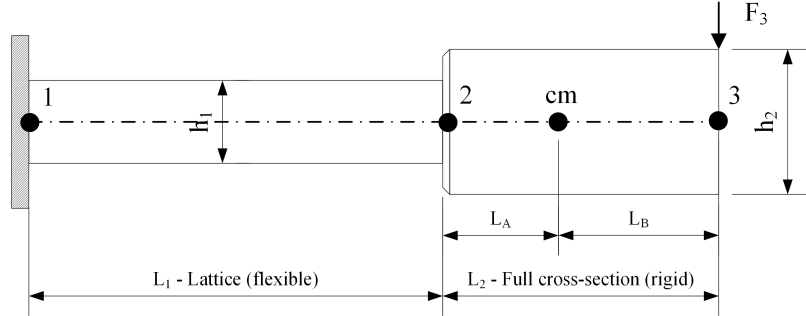 F3
1
h1
2
cm
3
h2
LA
LB
L1 - Lattice (flexible)
L2 - Full cross-section (rigid)